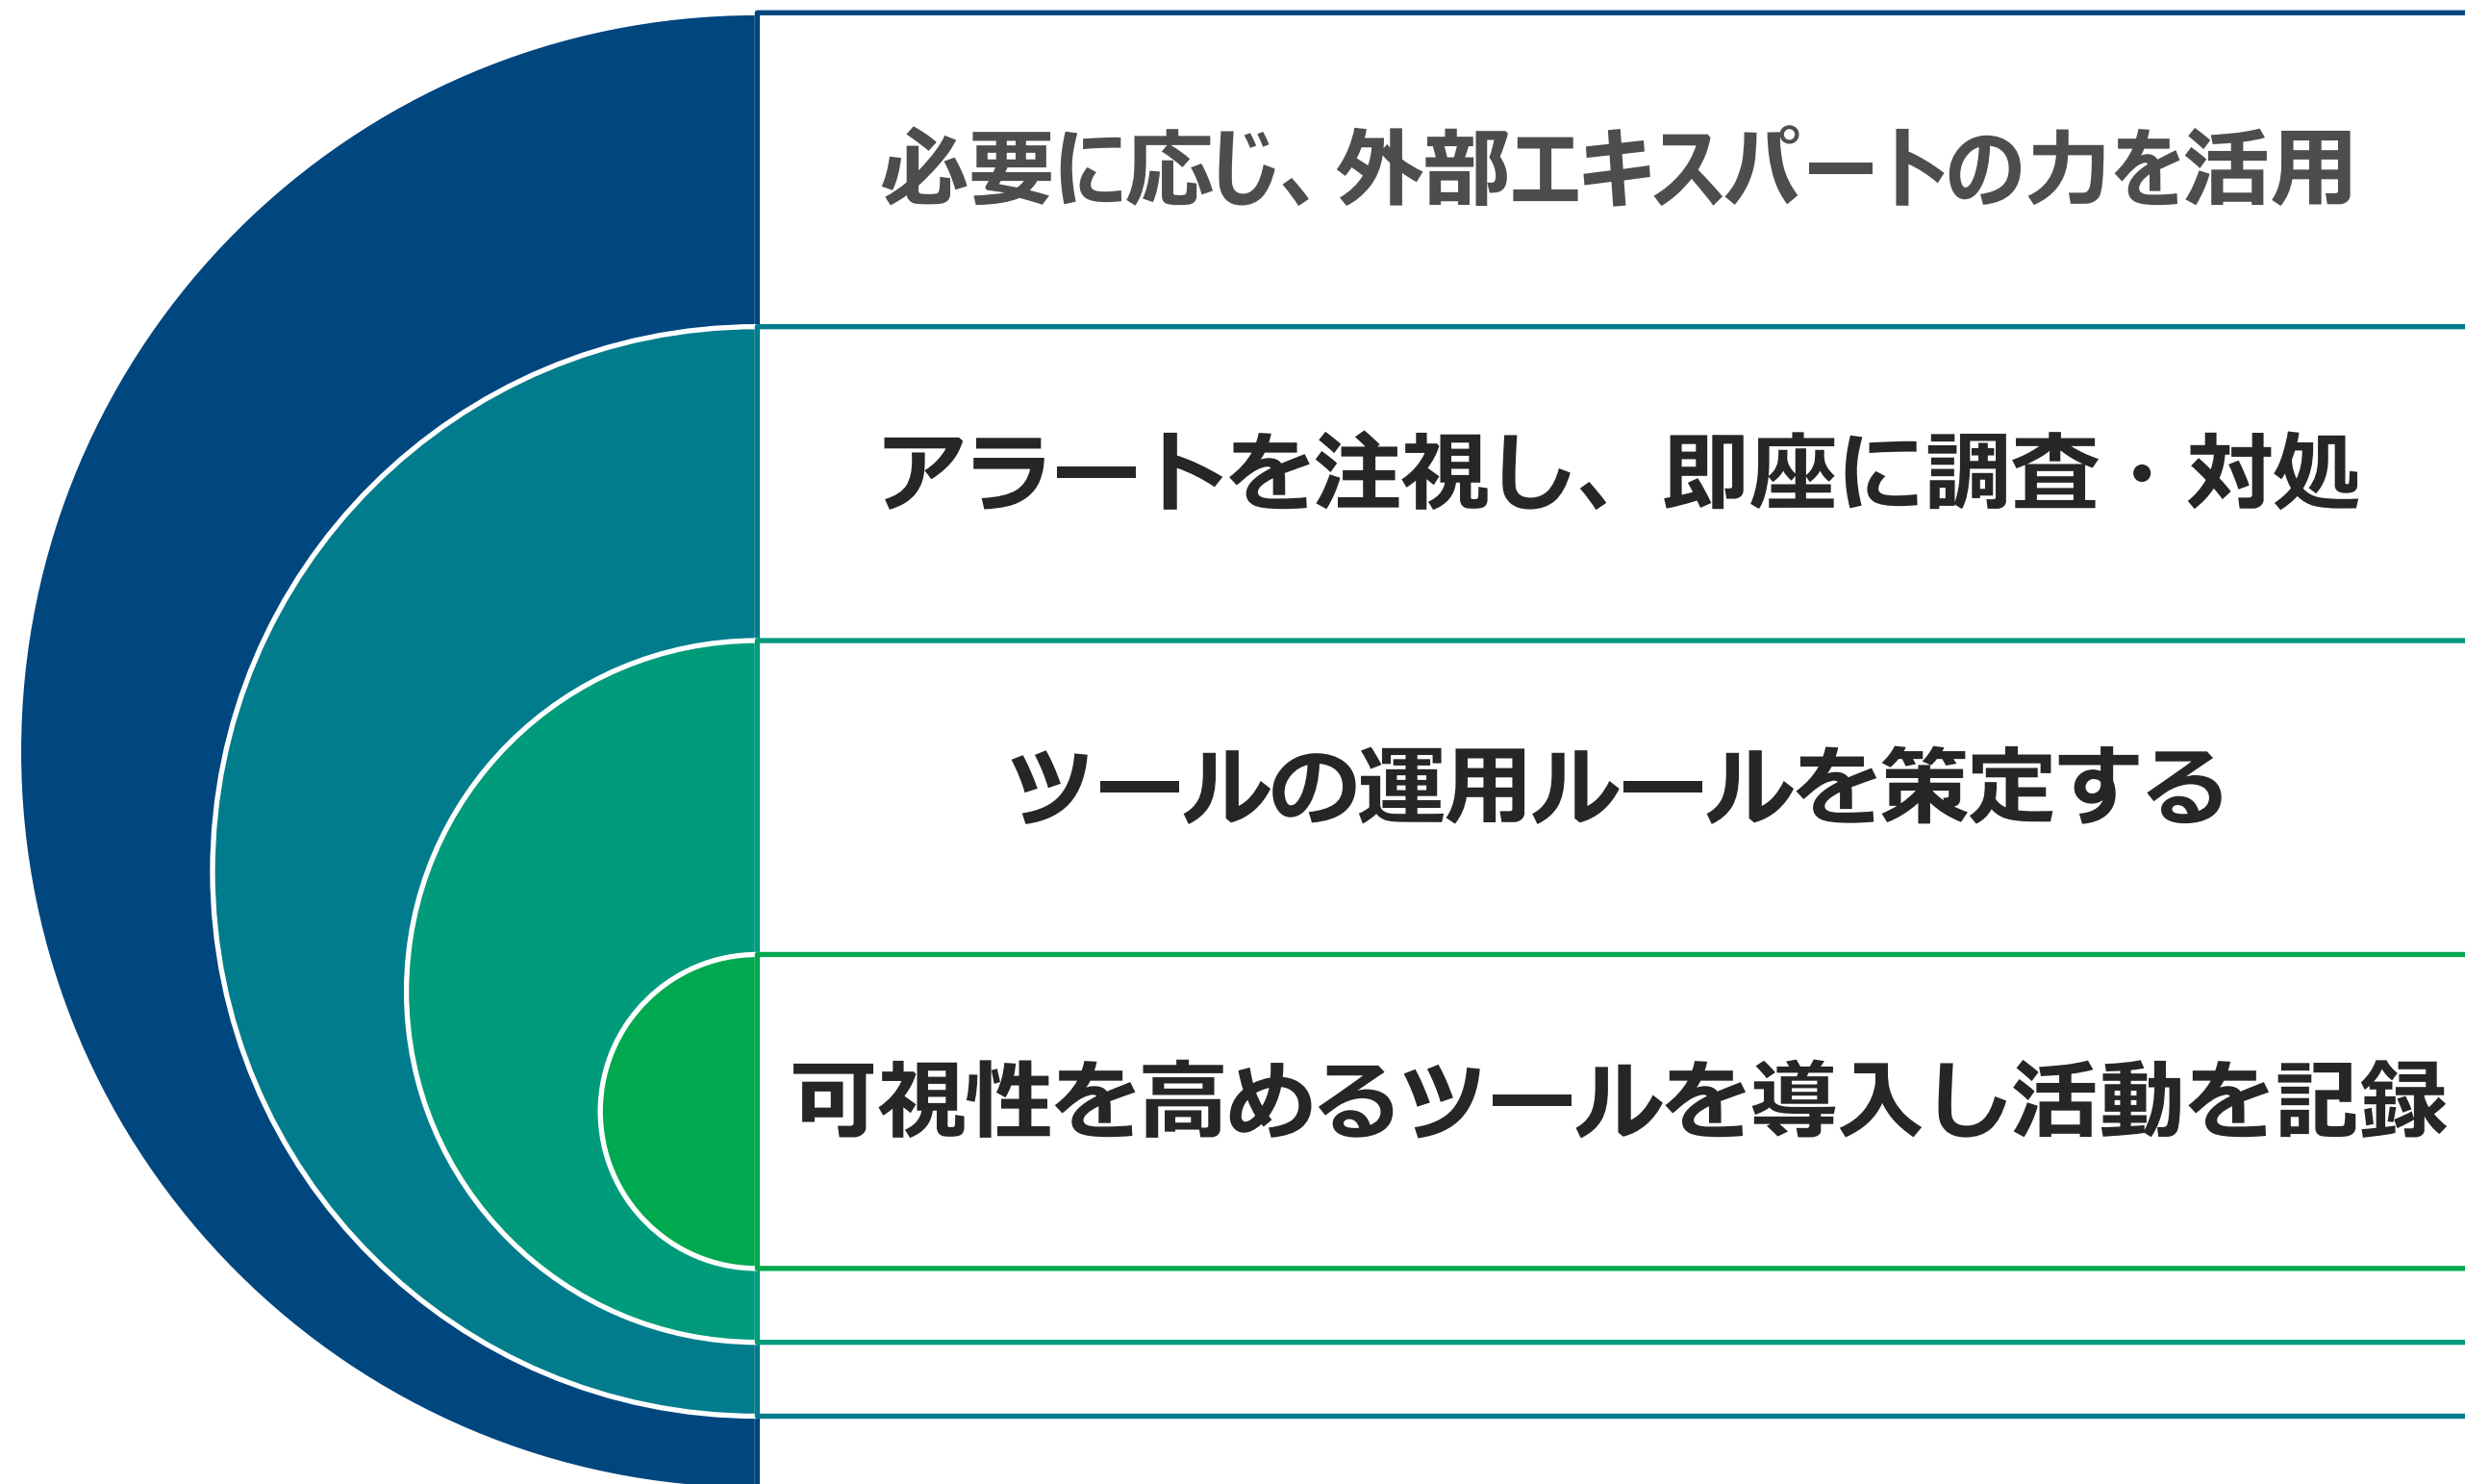 必要に応じ、外部エキスパートの力を活用
アラートを注視し、即座に調査・対処
ツールの運用ルールを策定する
可視性を高めるツールを導入し活動を記録